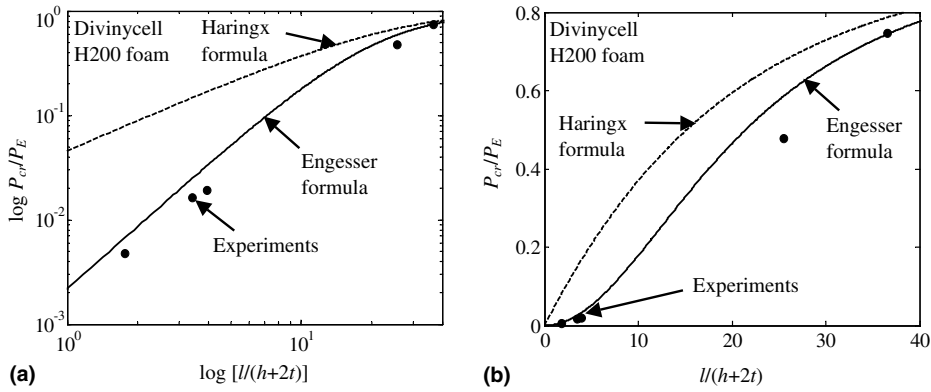 10^0
10^-1
10^-2
10^-3
10^0
10^1
log P_cr/P_E
log [l/(h+2t)]
Divinycell
H200 foam
Haringx
formula
Engesser
formula
Experiments
(a)
0.8
0.6
0.4
0.2
0
0
10
20
30
40
P_cr/P_E
l/(h+2t)
Divinycell
H200 foam
Haringx
formula
Engesser
formula
Experiments
(b)